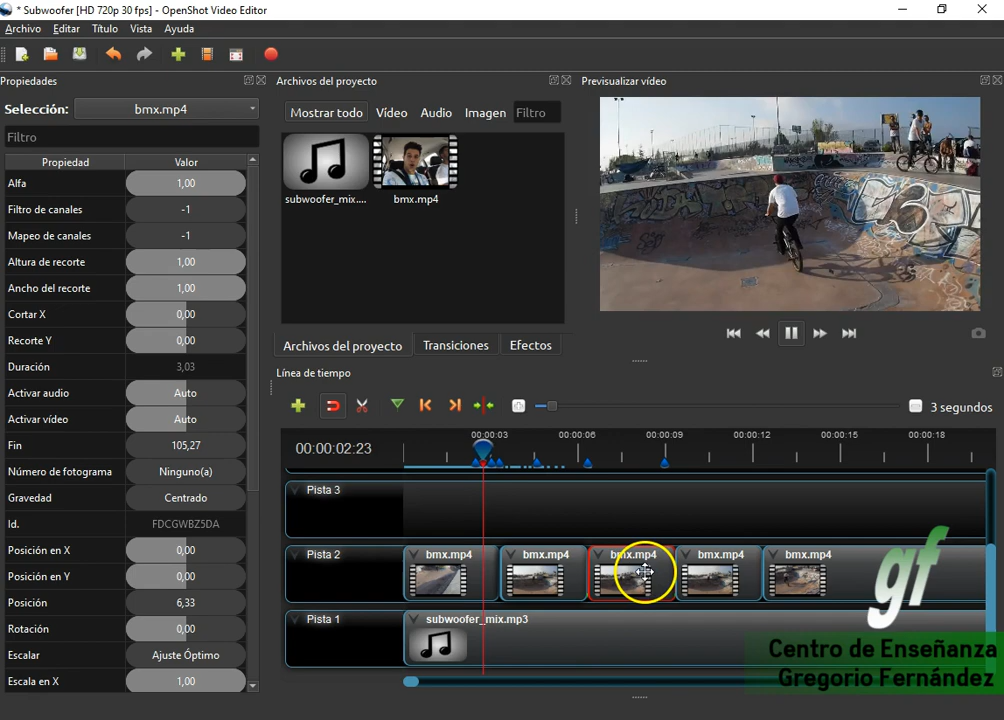 * Subwoofer [HD 720p 30 fps] - OpenShot Video Editor
Archivo Editar Título Vista Ayuda
Propiedades
Selección: bmx.mp4
Filtro
Propiedad Valor
Alfa 1,00
Filtro de canales -1
Mapeo de canales -1
Altura de recorte 1,00
Ancho del recorte 1,00
Cortar X 0,00
Recorte Y 0,00
Duración 3,03
Activar audio Auto
Activar vídeo Auto
Fin 105,27
Número de fotograma Ninguno(a)
Gravedad Centrado
Id. FDCGWBZ5DA
Posición en X 0,00
Posición en Y 0,00
Posición 6,33
Rotación 0,00
Escalar Ajuste Óptimo
Escala en X 1,00
Archivos del proyecto
Mostrar todo Vídeo Audio Imagen Filtro
subwoofer_mix.... bmx.mp4
Archivos del proyecto Transiciones Efectos
Previsualizar vídeo
Línea de tiempo
3 segundos
00:00:02:23
00:00:03 00:00:06 00:00:09 00:00:12 00:00:15 00:00:18
Pista 3
Pista 2 bmx.mp4 bmx.mp4 bmx.mp4 bmx.mp4 bmx.mp4
Pista 1 subwoofer_mix.mp3
gf
Centro de Enseñanza
Gregorio Fernández